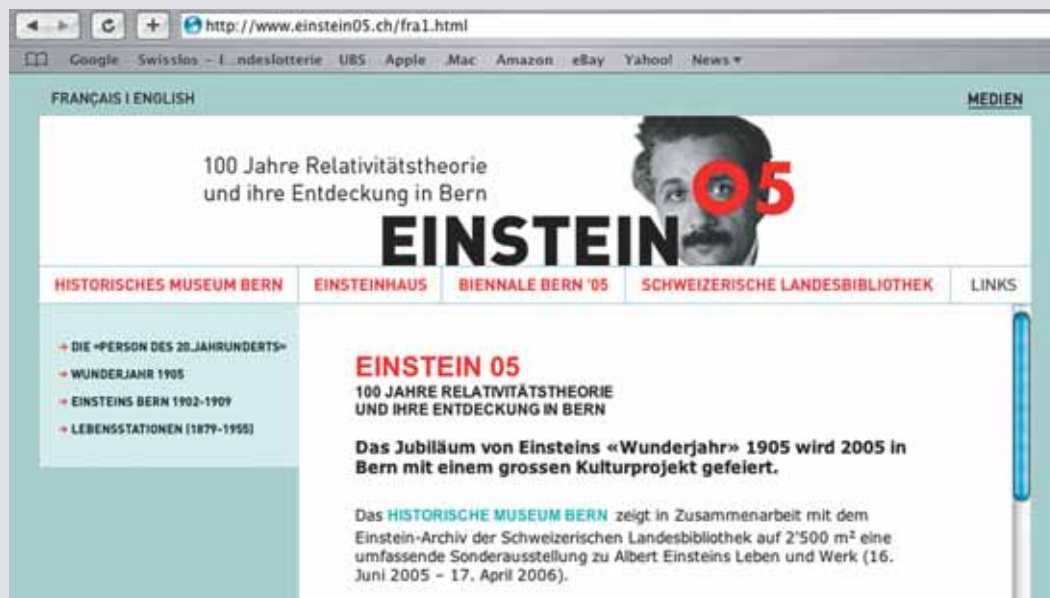 http://www.einstein05.ch/fra1.html
Google Swisslos – L...ndeslotterie UBS Apple .Mac Amazon eBay Yahoo! News
FRANÇAIS I ENGLISH
MEDIEN
100 Jahre Relativitätstheorie
und ihre Entdeckung in Bern
EINSTEIN 05
HISTORISCHES MUSEUM BERN EINSTEINHAUS BIENNALE BERN '05 SCHWEIZERISCHE LANDESBIBLIOTHEK LINKS
DIE «PERSON DES 20.JAHRUNDERTS»
WUNDERJAHR 1905
EINSTEINS BERN 1902-1909
LEBENSSTATIONEN (1879-1955)
EINSTEIN 05
100 JAHRE RELATIVITÄTSTHEORIE
UND IHRE ENTDECKUNG IN BERN
Das Jubiläum von Einsteins «Wunderjahr» 1905 wird 2005 in
Bern mit einem grossen Kulturprojekt gefeiert.
Das HISTORISCHE MUSEUM BERN zeigt in Zusammenarbeit mit dem
Einstein-Archiv der Schweizerischen Landesbibliothek auf 2'500 m² eine
umfassende Sonderausstellung zu Albert Einsteins Leben und Werk (16.
Juni 2005 – 17. April 2006).